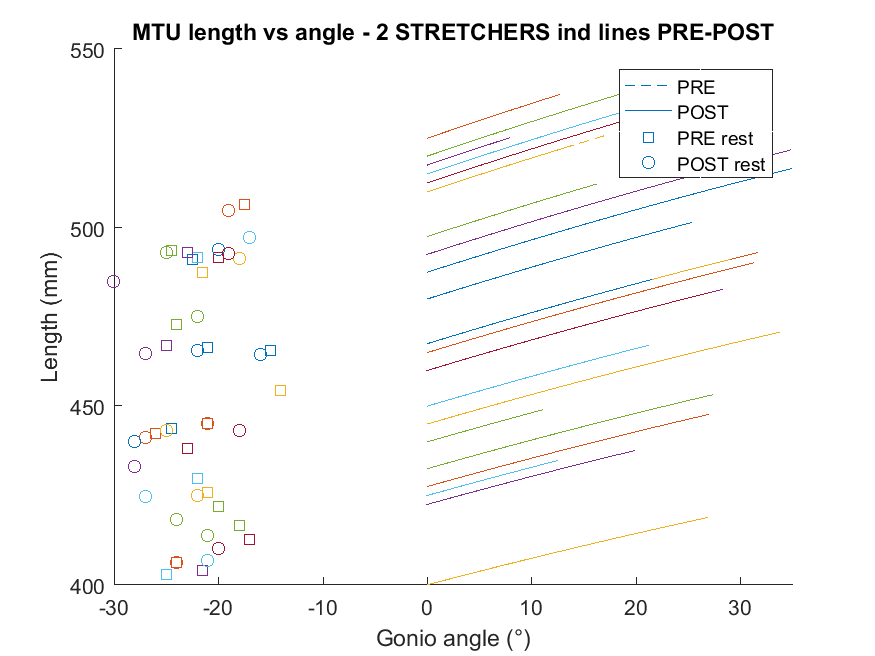 MTU length vs angle - 2 STRETCHERS ind lines PRE-POST
550
500
450
400
Length (mm)
PRE
POST
PRE rest
POST rest
-30
-20
-10
0
10
20
30
Gonio angle (°)